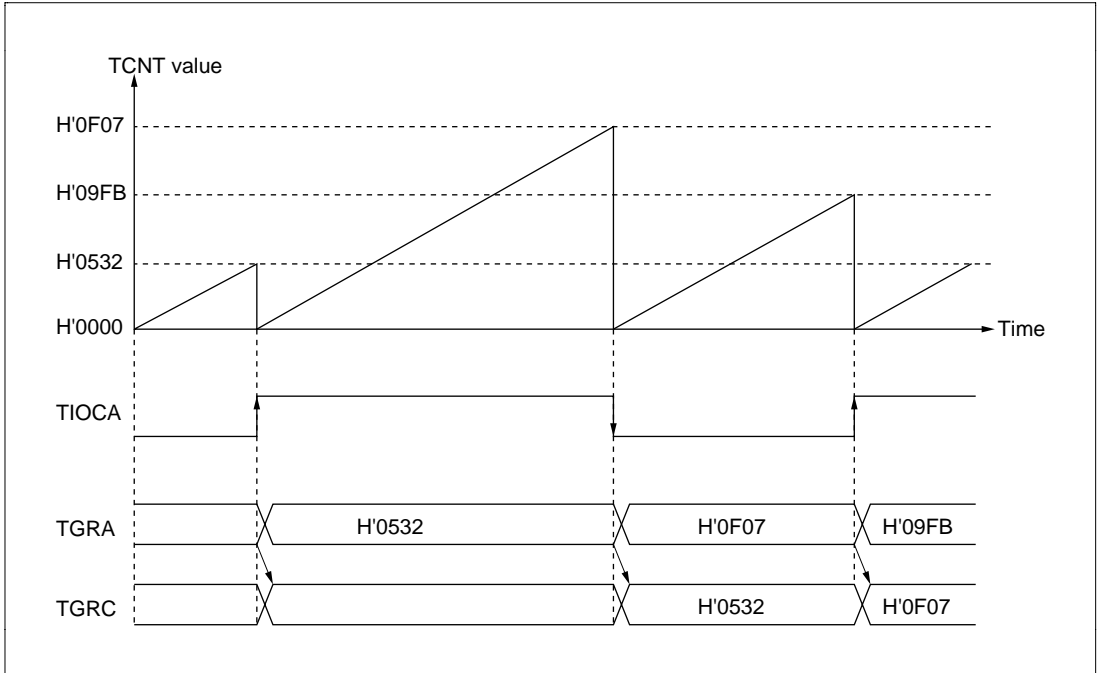 TCNT value
H'0F07
H'09FB
H'0532
H'0000
Time
TIOCA
TGRA
H'0532
H'0F07
H'09FB
TGRC
H'0532
H'0F07